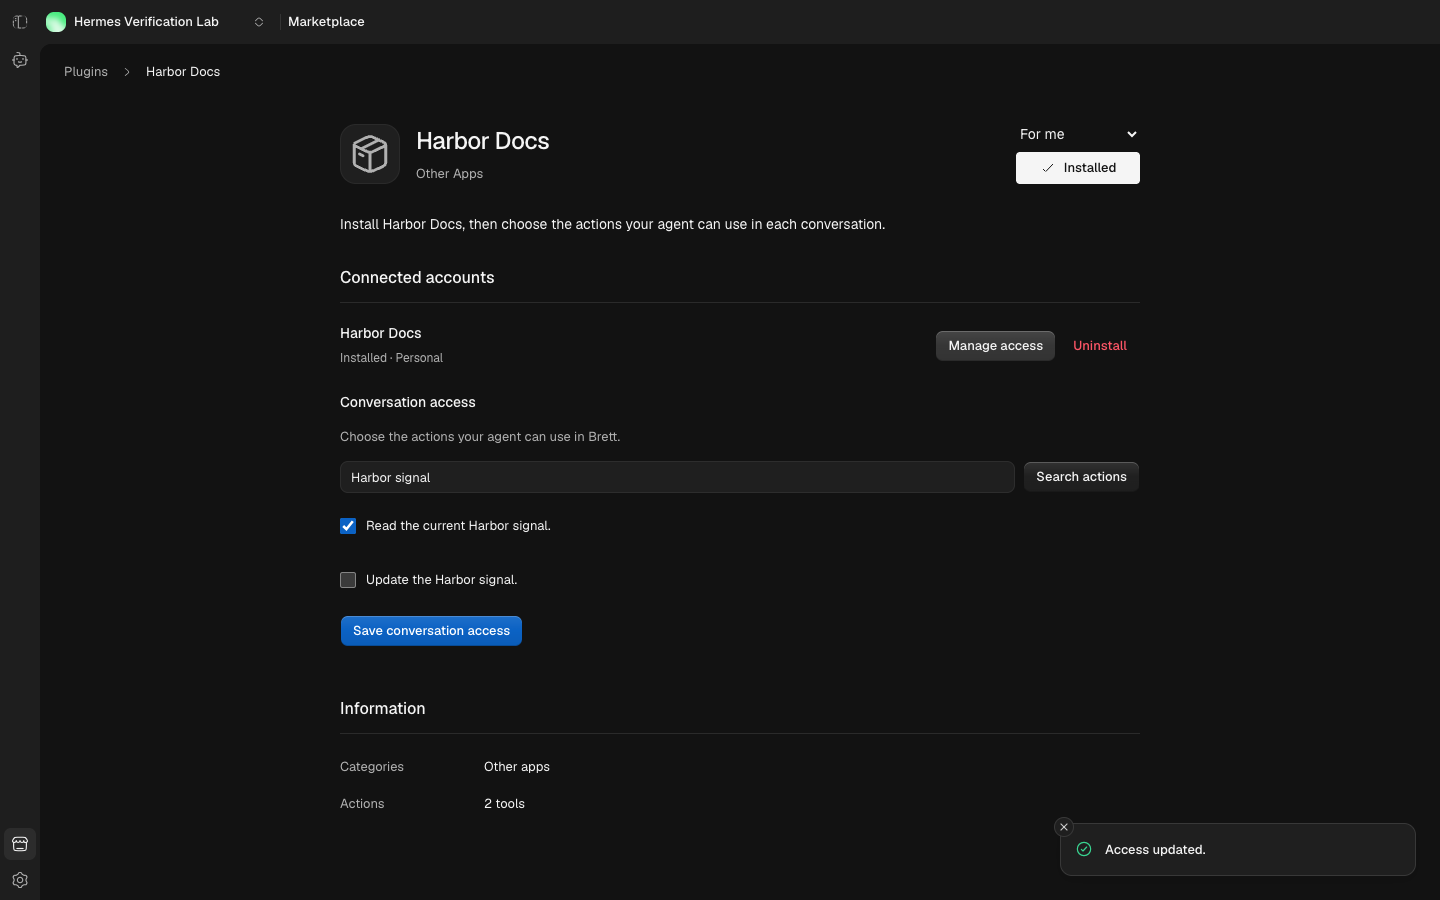 Hermes Verification Lab
Marketplace
Plugins
Harbor Docs
Harbor Docs
Other Apps
For me
Installed
Install Harbor Docs, then choose the actions your agent can use in each conversation.
Connected accounts
Harbor Docs
Installed · Personal
Manage access
Uninstall
Conversation access
Choose the actions your agent can use in Brett.
Harbor signal
Search actions
Read the current Harbor signal.
Update the Harbor signal.
Save conversation access
Information
Categories
Other apps
Actions
2 tools
Access updated.